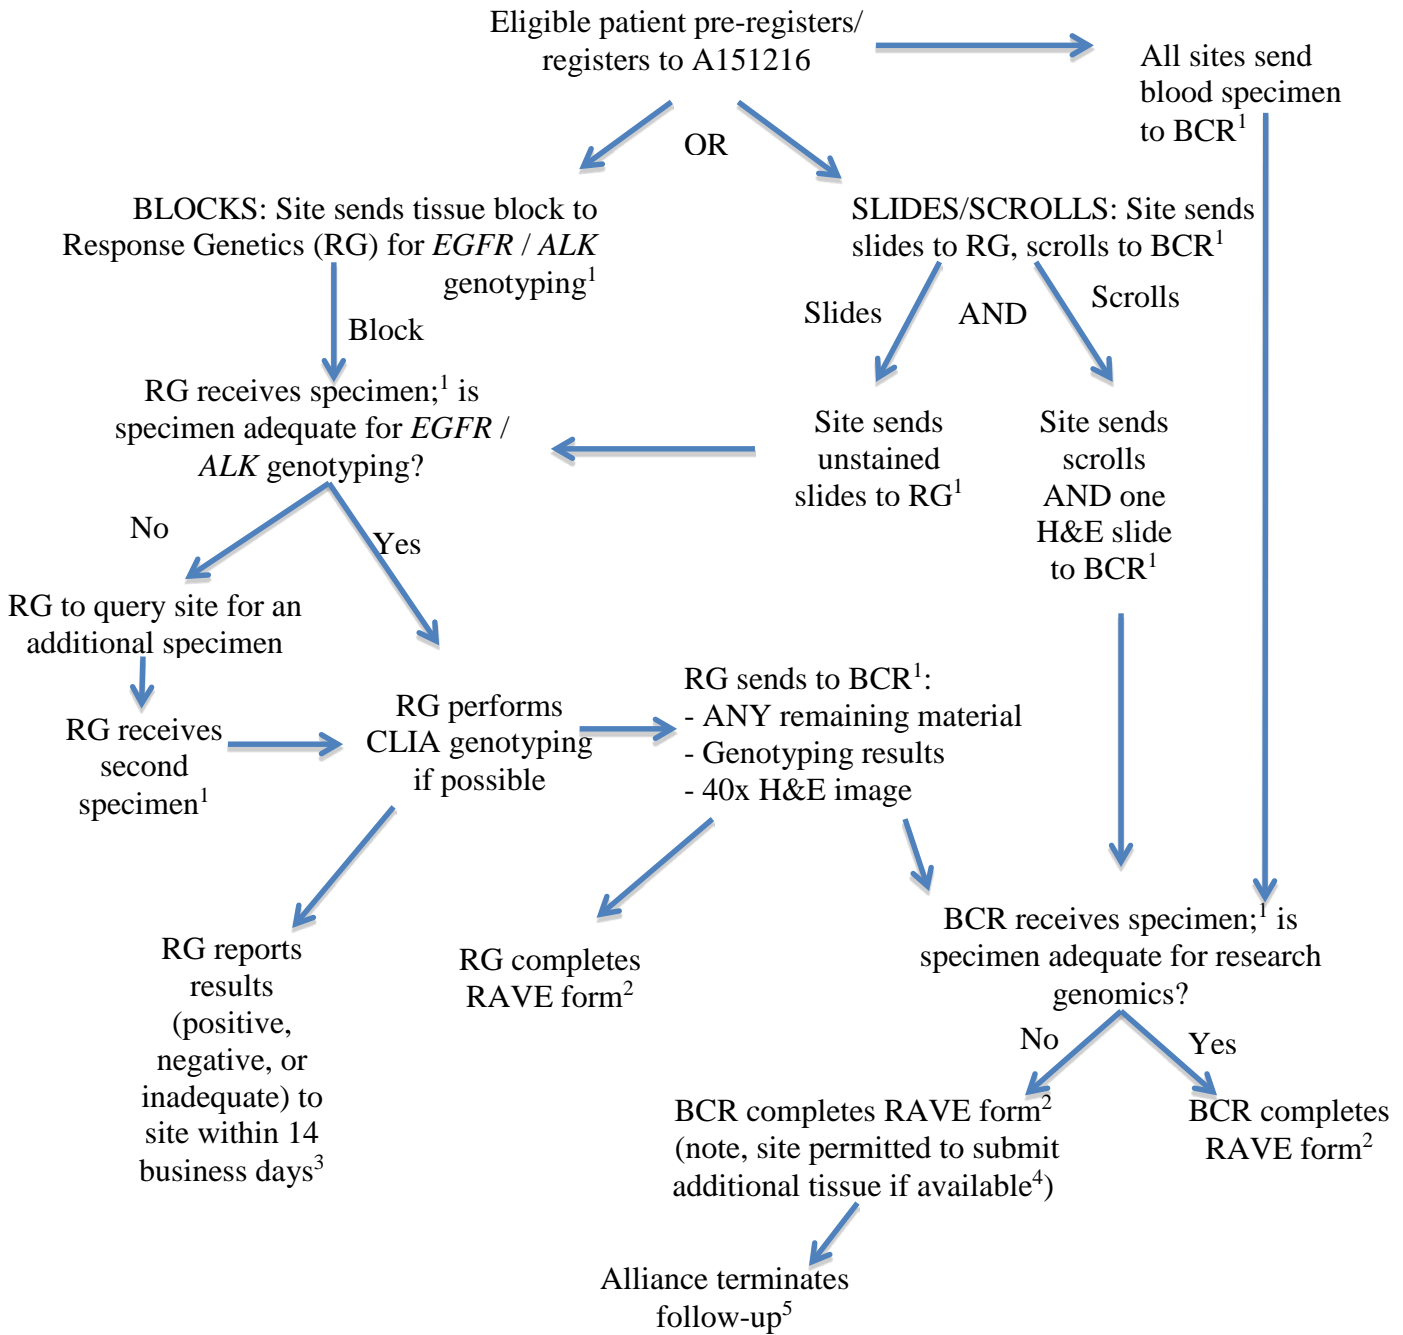 Eligible patient pre-registers/
registers to A151216
All sites send
blood specimen
to BCR¹
OR
BLOCKS: Site sends tissue block to
Response Genetics (RG) for EGFR / ALK
genotyping¹
SLIDES/SCROLLS: Site sends
slides to RG, scrolls to BCR¹
Slides
AND
Scrolls
Block
RG receives specimen;¹ is
specimen adequate for EGFR /
ALK genotyping?
Site sends
unstained
slides to RG¹
Site sends
scrolls
AND one
H&E slide
to BCR¹
No
Yes
RG to query site for an
additional specimen
RG receives
second
specimen¹
RG performs
CLIA genotyping
if possible
RG sends to BCR¹:
- ANY remaining material
- Genotyping results
- 40x H&E image
RG reports
results
(positive,
negative, or
inadequate) to
site within 14
business days³
RG completes
RAVE form²
BCR receives specimen;¹ is
specimen adequate for research
genomics?
No
Yes
BCR completes RAVE form²
(note, site permitted to submit
additional tissue if available⁴)
BCR completes
RAVE form²
Alliance terminates
follow-up⁵